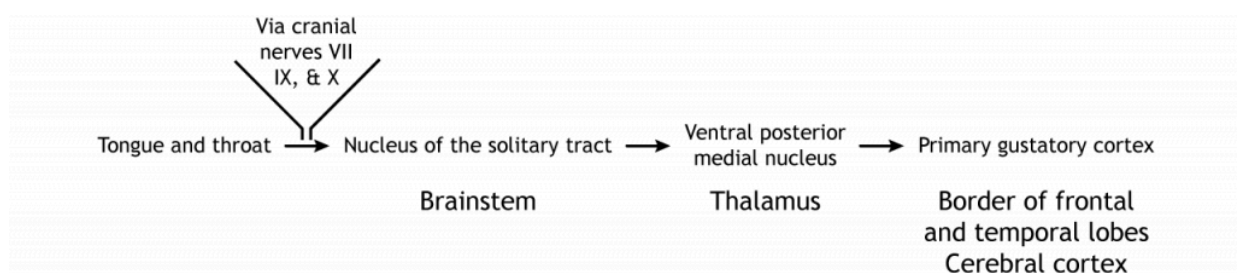 Via cranial
nerves VII
IX, & X
Tongue and throat
Nucleus of the solitary tract
Ventral posterior
medial nucleus
Primary gustatory cortex
Brainstem
Thalamus
Border of frontal
and temporal lobes
Cerebral cortex